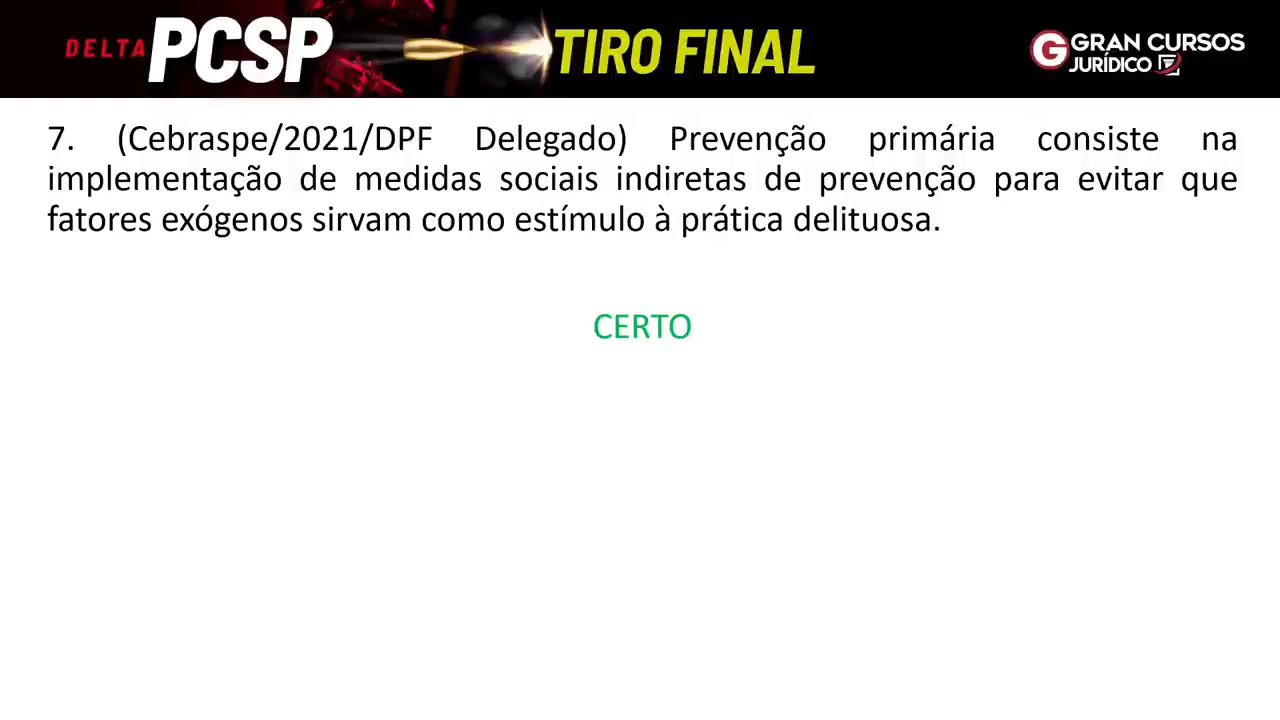 DELTA PCSP TIRO FINAL
GRAN CURSOS
JURÍDICO
7. (Cebraspe/2021/DPF Delegado) Prevenção primária consiste na
implementação de medidas sociais indiretas de prevenção para evitar que
fatores exógenos sirvam como estímulo à prática delituosa.
CERTO